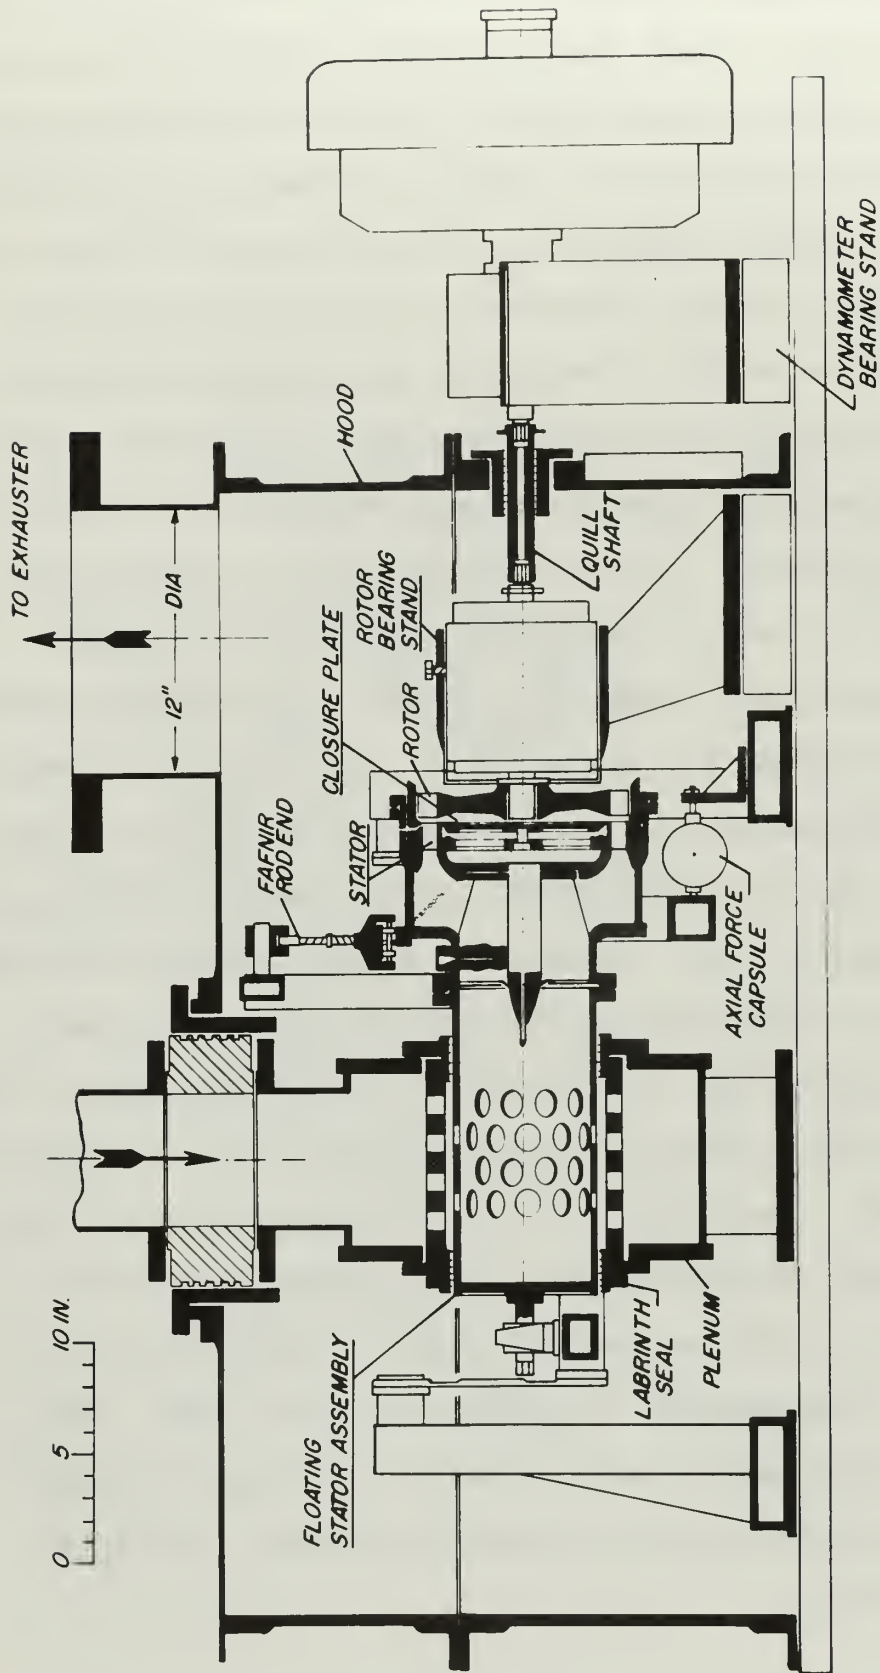 TO EXHAUSTER
12" DIA
HOOD
FAFNIR
ROD END
STATOR
CLOSURE PLATE
ROTOR
ROTOR
BEARING
STAND
QUILL
SHAFT
DYNAMOMETER
BEARING STAND
AXIAL FORCE
CAPSULE
0 5 10 IN.
FLOATING
STATOR ASSEMBLY
LABRINTH
SEAL
PLENUM